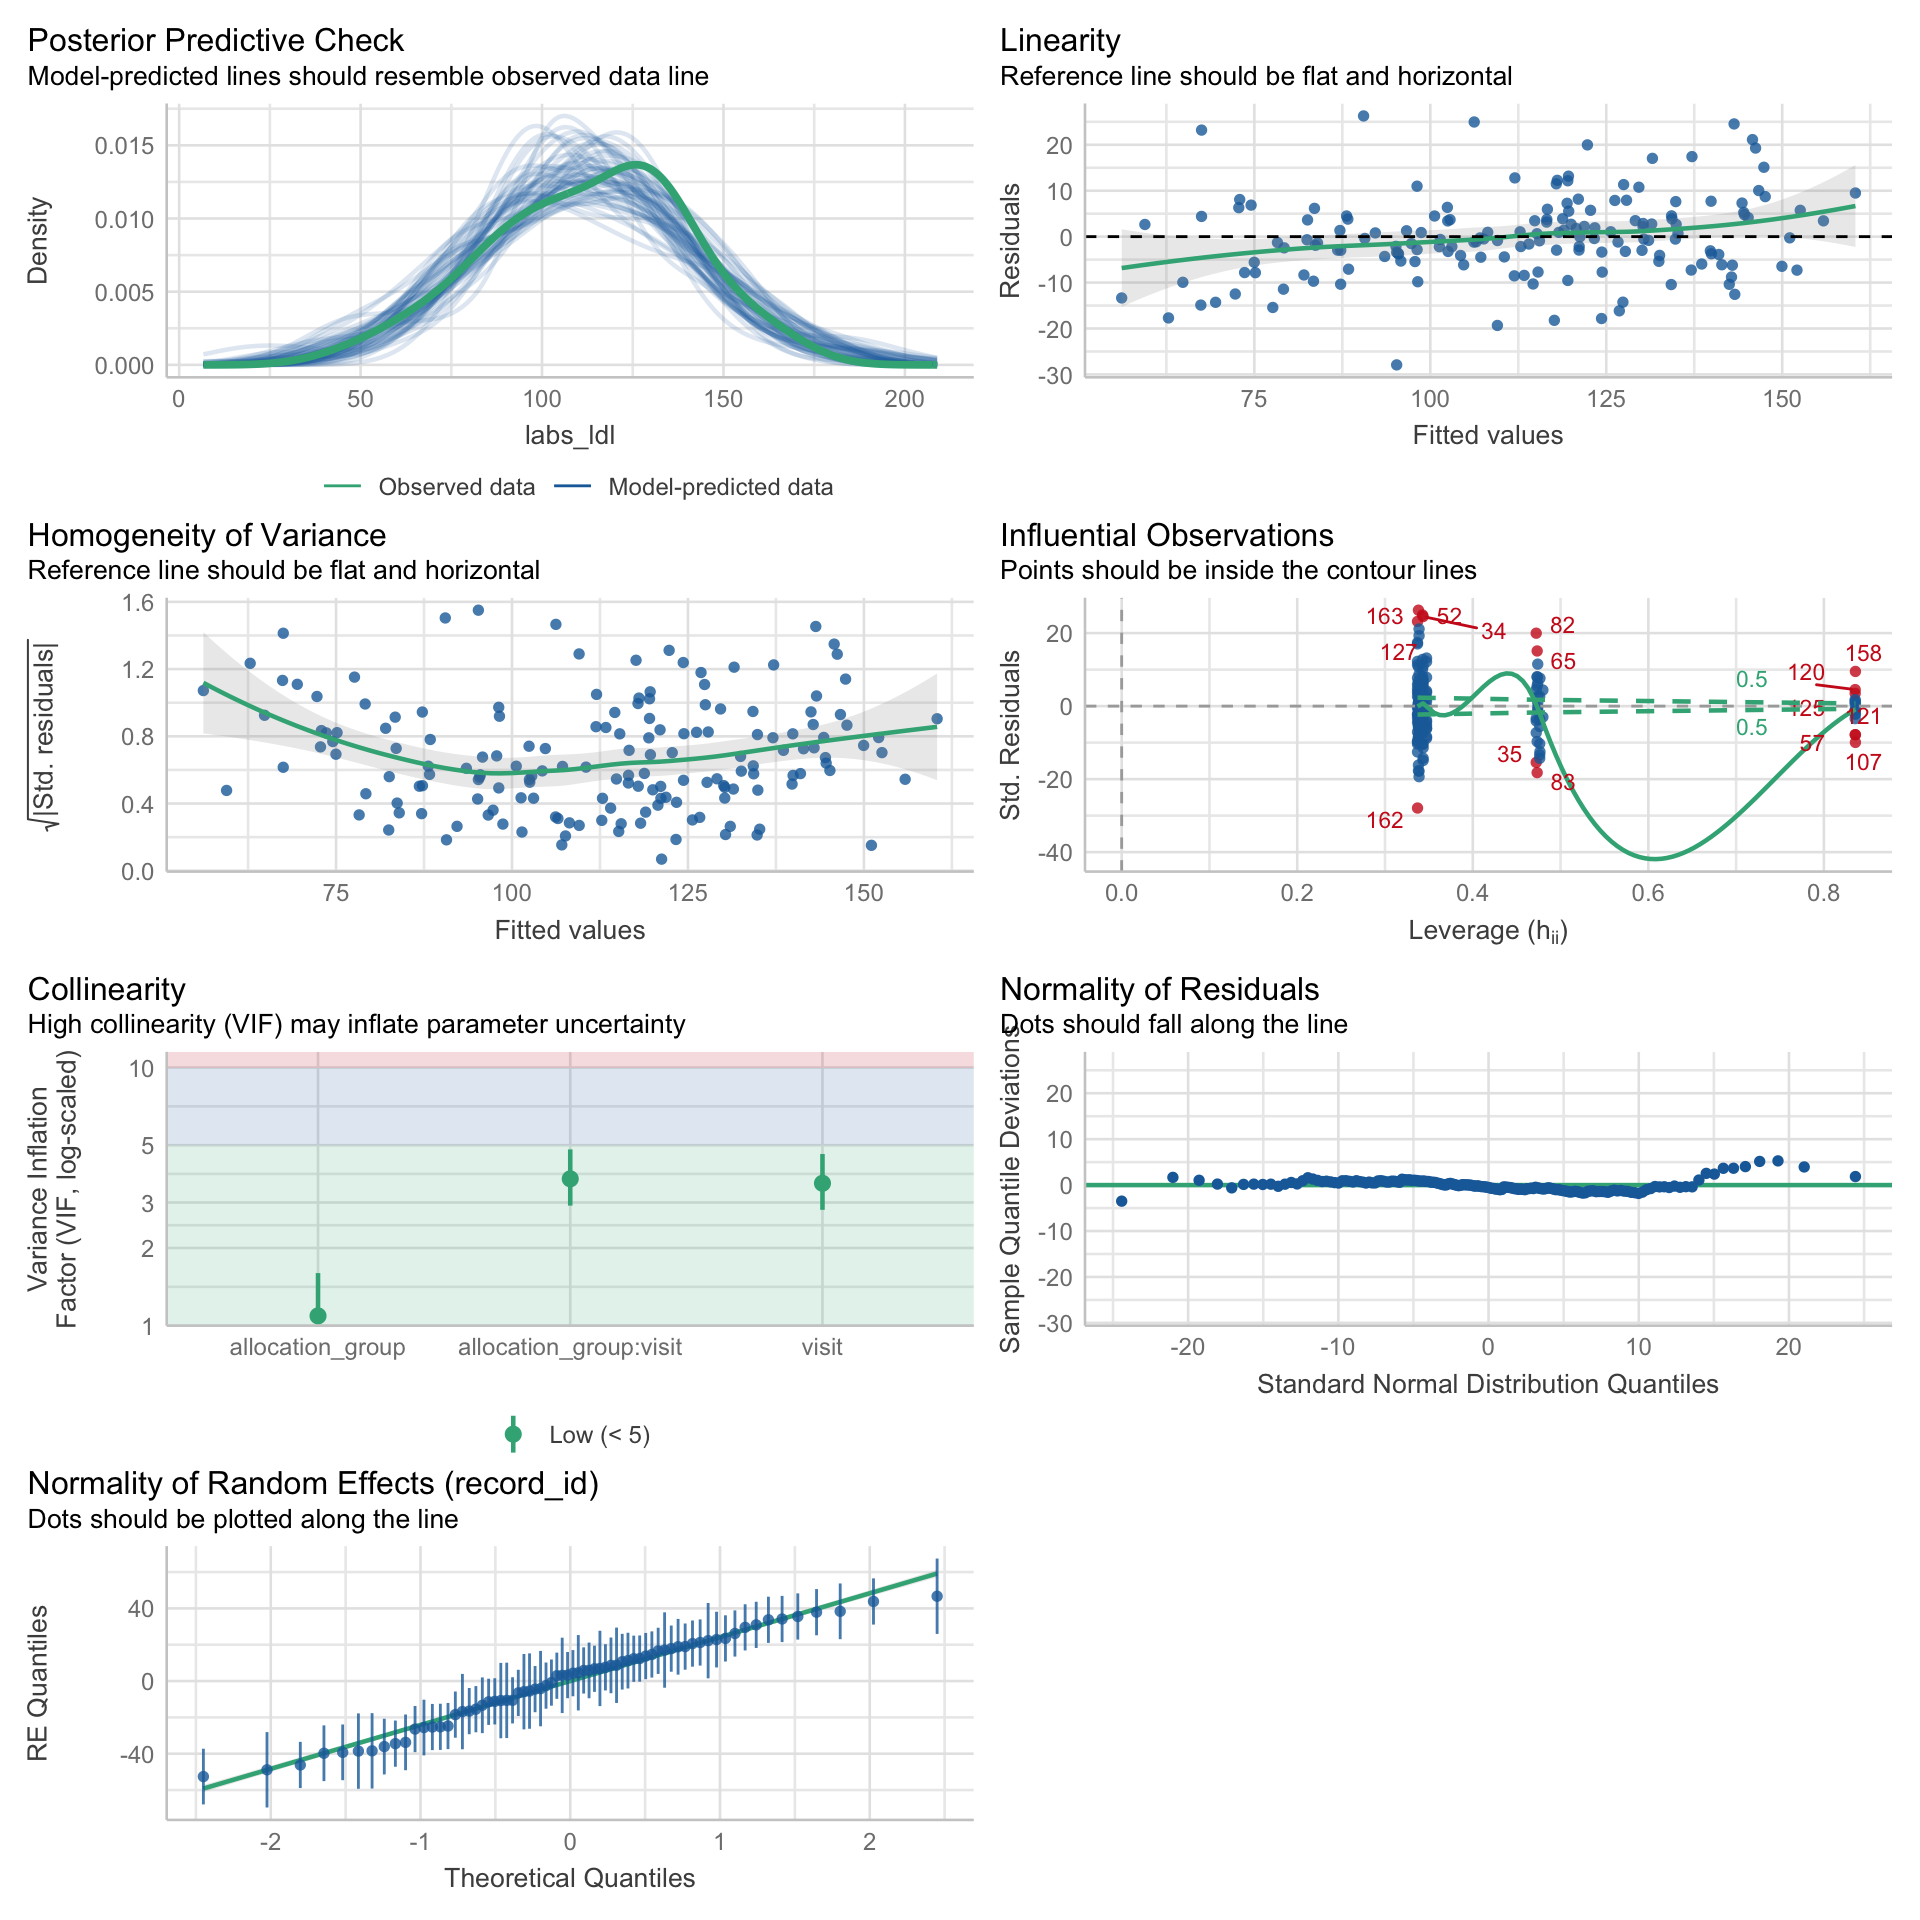 Posterior Predictive Check
Model-predicted lines should resemble observed data line
Density
0.015
0.010
0.005
0.000
0
50
100
150
200
labs_ldl
Observed data
Model-predicted data
Linearity
Reference line should be flat and horizontal
Residuals
20
10
0
-10
-20
-30
75
100
125
150
Fitted values
Homogeneity of Variance
Reference line should be flat and horizontal
√|Std. residuals|
1.6
1.2
0.8
0.4
0.0
75
100
125
150
Fitted values
Influential Observations
Points should be inside the contour lines
Std. Residuals
20
0
-20
-40
163
52
34
127
162
82
65
35
83
0.5
0.5
158
120
125
121
57
107
0.0
0.2
0.4
0.6
0.8
Leverage (hii)
Collinearity
High collinearity (VIF) may inflate parameter uncertainty
Variance Inflation
Factor (VIF, log-scaled)
10
5
3
2
1
allocation_group
allocation_group:visit
visit
Low (< 5)
Normality of Residuals
Dots should fall along the line
Sample Quantile Deviations
20
10
0
-10
-20
-30
-20
-10
0
10
20
Standard Normal Distribution Quantiles
Normality of Random Effects (record_id)
Dots should be plotted along the line
RE Quantiles
40
0
-40
-2
-1
0
1
2
Theoretical Quantiles